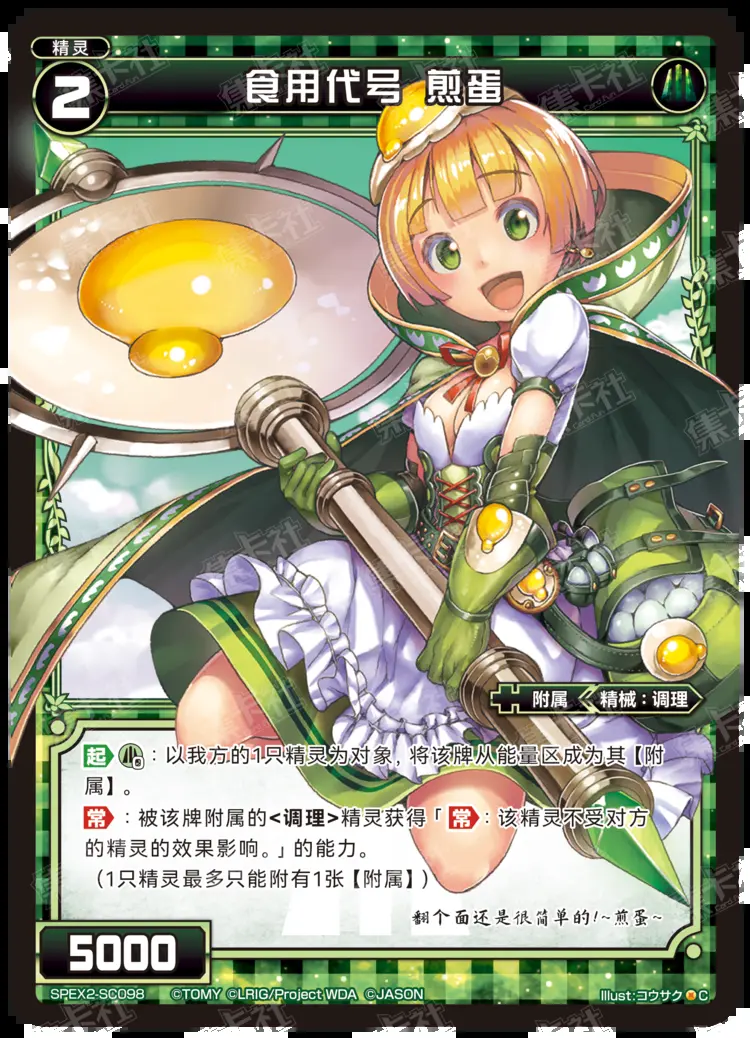 精灵
2
食用代号 煎蛋
附属 精械：调理
起 ：以我方的1只精灵为对象，将该牌从能量区成为其【附
属】。
常 ：被该牌附属的<调理>精灵获得「 常 ：该精灵不受对方
的精灵的效果影响。」的能力。
（1只精灵最多只能附有1张【附属】）
翻个面还是很简单的!~煎蛋~
5000
SPEX2-SC098 ©TOMY ©LRIG/Project WDA ©JASON
Illust:コウサク C
集卡社